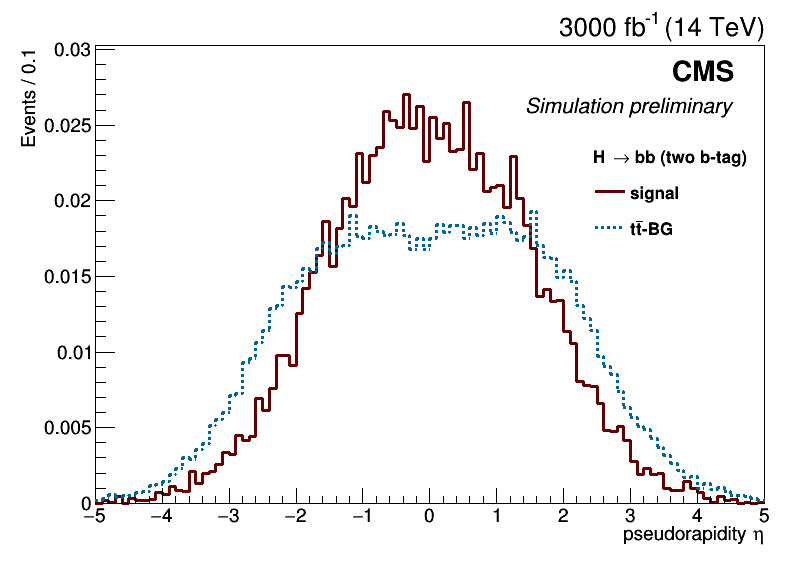 3000 fb⁻¹ (14 TeV)
Events / 0.1
0.03
0.025
0.02
0.015
0.01
0.005
0
CMS
Simulation preliminary
H → bb (two b-tag)
signal
tt̄-BG
−5 −4 −3 −2 −1 0 1 2 3 4 5
pseudorapidity η